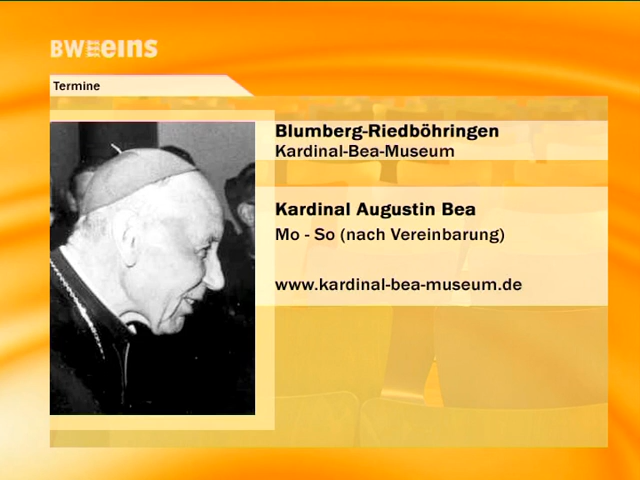 BW eins
Termine
Blumberg-Riedböhringen
Kardinal-Bea-Museum
Kardinal Augustin Bea
Mo - So (nach Vereinbarung)
www.kardinal-bea-museum.de